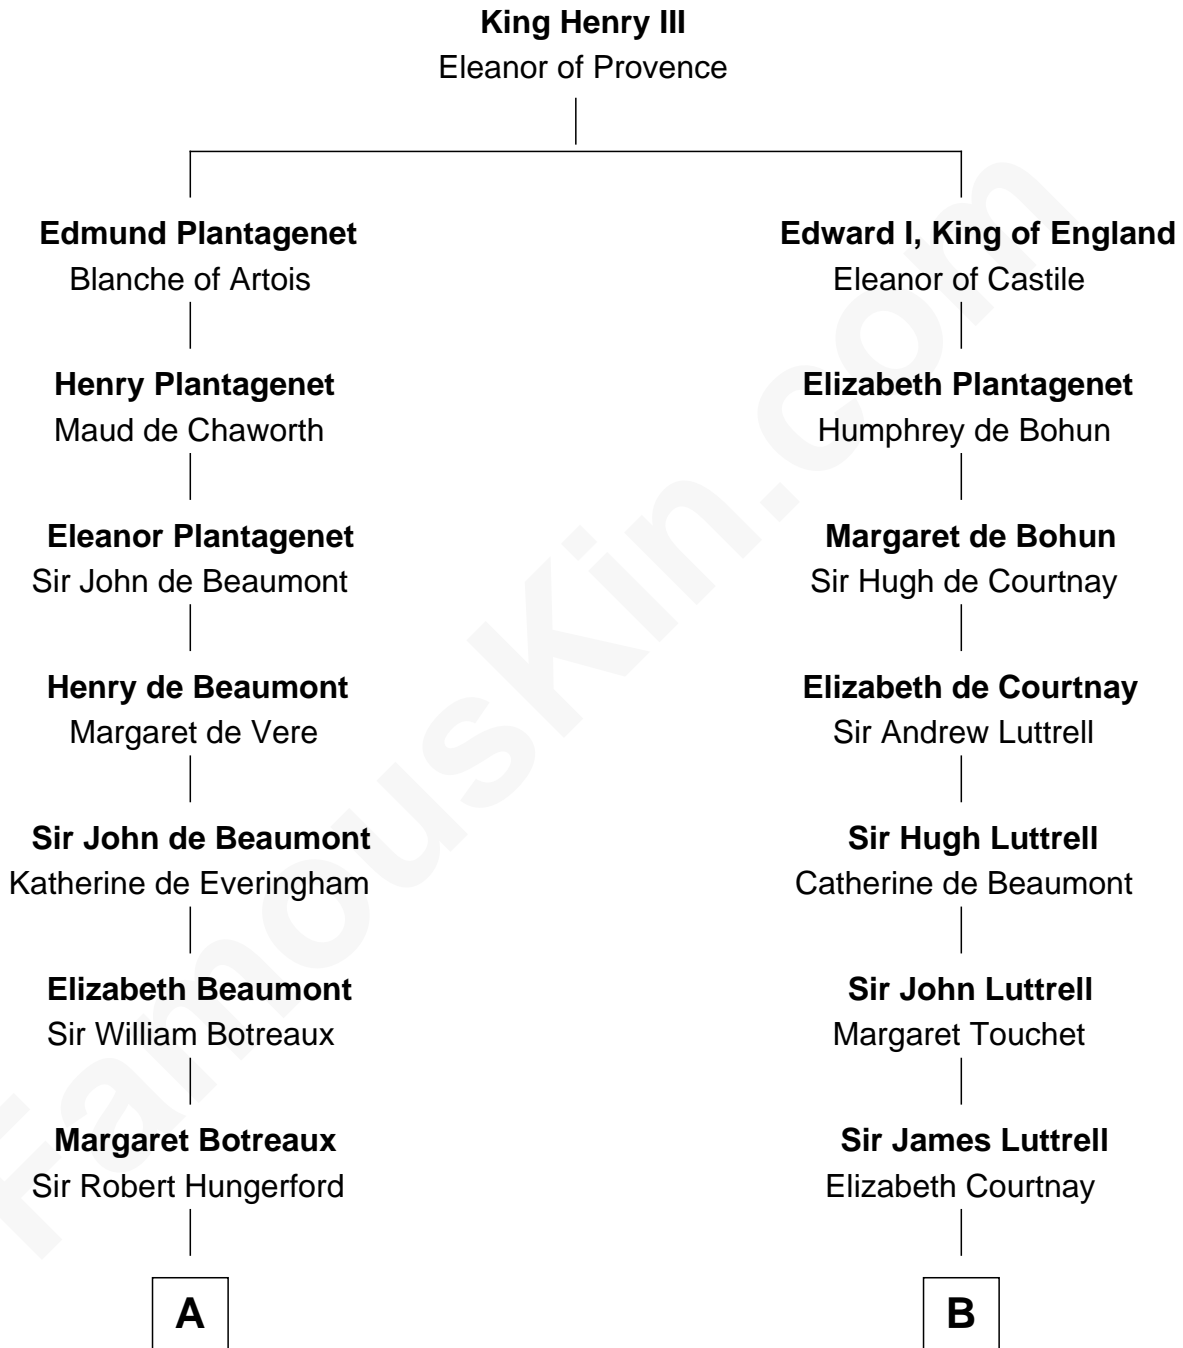 King Henry III
Eleanor of Provence
Edmund Plantagenet
Blanche of Artois
Henry Plantagenet
Maud de Chaworth
Eleanor Plantagenet
Sir John de Beaumont
Henry de Beaumont
Margaret de Vere
Sir John de Beaumont
Katherine de Everingham
Elizabeth Beaumont
Sir William Botreaux
Margaret Botreaux
Sir Robert Hungerford
A
Edward I, King of England
Eleanor of Castile
Elizabeth Plantagenet
Humphrey de Bohun
Margaret de Bohun
Sir Hugh de Courtnay
Elizabeth de Courtnay
Sir Andrew Luttrell
Sir Hugh Luttrell
Catherine de Beaumont
Sir John Luttrell
Margaret Touchet
Sir James Luttrell
Elizabeth Courtnay
B
FamousKin.com